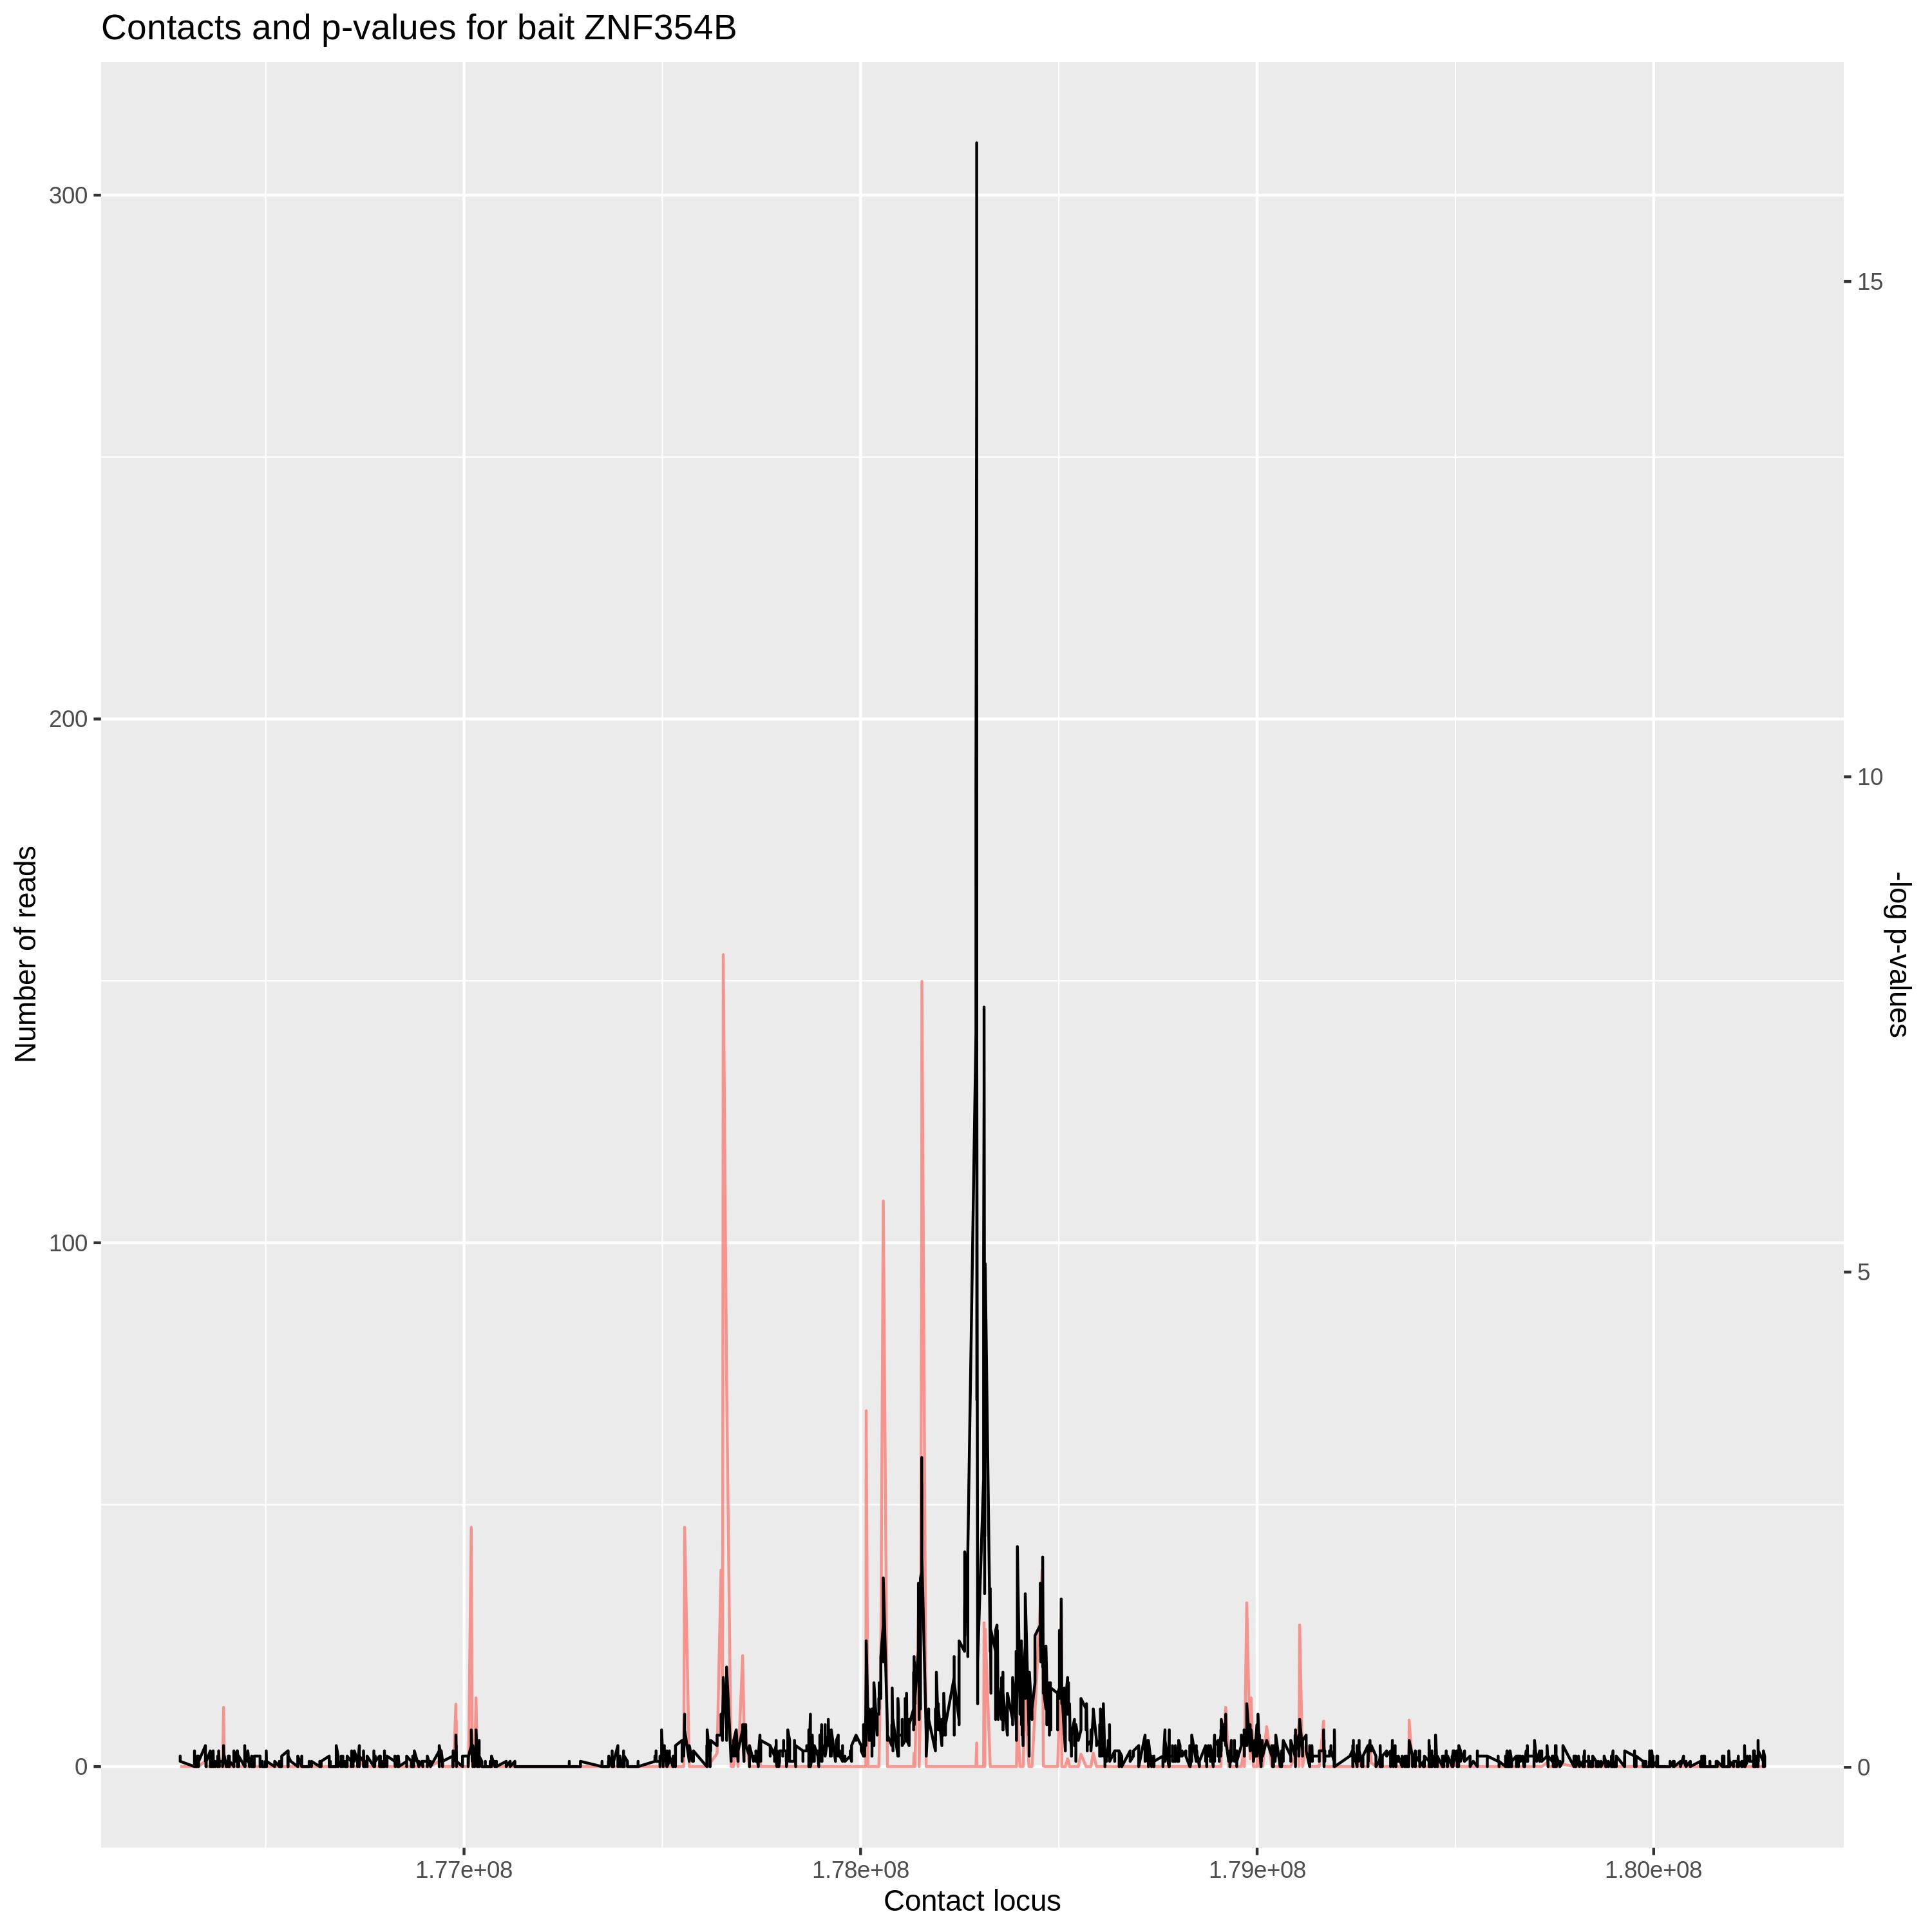 Contacts and p-values for bait ZNF354B
300
200
100
0
15
10
5
0
Number of reads
-log p-values
1.77e+08 1.78e+08 1.79e+08 1.80e+08
Contact locus